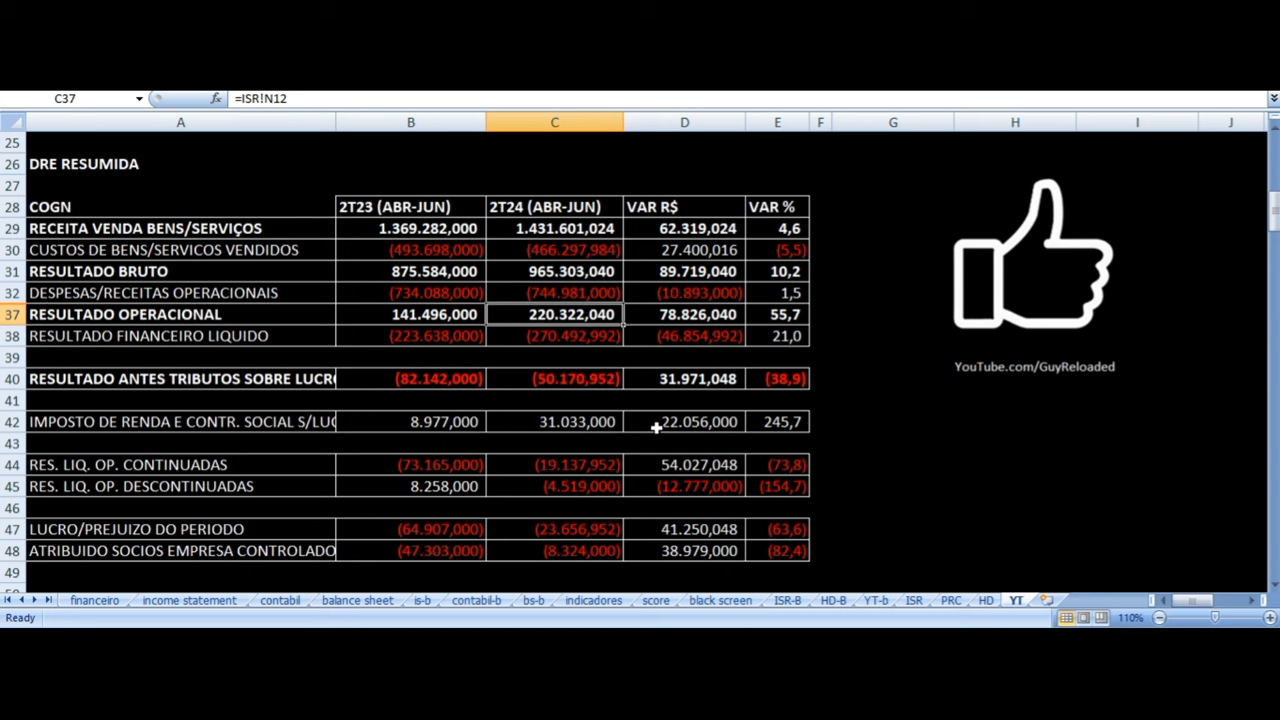 C37 fx =ISR!N12
A B C D E F G H I J
25
26 DRE RESUMIDA
27
28 COGN 2T23 (ABR-JUN) 2T24 (ABR-JUN) VAR R$ VAR %
29 RECEITA VENDA BENS/SERVIÇOS 1.369.282,000 1.431.601,024 62.319,024 4,6
30 CUSTOS DE BENS/SERVICOS VENDIDOS (493.698,000) (466.297,984) 27.400,016 (5,5)
31 RESULTADO BRUTO 875.584,000 965.303,040 89.719,040 10,2
32 DESPESAS/RECEITAS OPERACIONAIS (734.088,000) (744.981,000) (10.893,000) 1,5
37 RESULTADO OPERACIONAL 141.496,000 220.322,040 78.826,040 55,7
38 RESULTADO FINANCEIRO LIQUIDO (223.638,000) (270.492,992) (46.854,992) 21,0
39
40 RESULTADO ANTES TRIBUTOS SOBRE LUCR (82.142,000) (50.170,952) 31.971,048 (38,9)
41
42 IMPOSTO DE RENDA E CONTR. SOCIAL S/LUC 8.977,000 31.033,000 22.056,000 245,7
43
44 RES. LIQ. OP. CONTINUADAS (73.165,000) (19.137,952) 54.027,048 (73,8)
45 RES. LIQ. OP. DESCONTINUADAS 8.258,000 (4.519,000) (12.777,000) (154,7)
46
47 LUCRO/PREJUIZO DO PERIODO (64.907,000) (23.656,952) 41.250,048 (63,6)
48 ATRIBUIDO SOCIOS EMPRESA CONTROLADO (47.303,000) (8.324,000) 38.979,000 (82,4)
49
YouTube.com/GuyReloaded
financeiro income statement contabil balance sheet is-b contabil-b bs-b indicadores score black screen ISR-B HD-B YT-b ISR PRC HD YT
Ready 110%